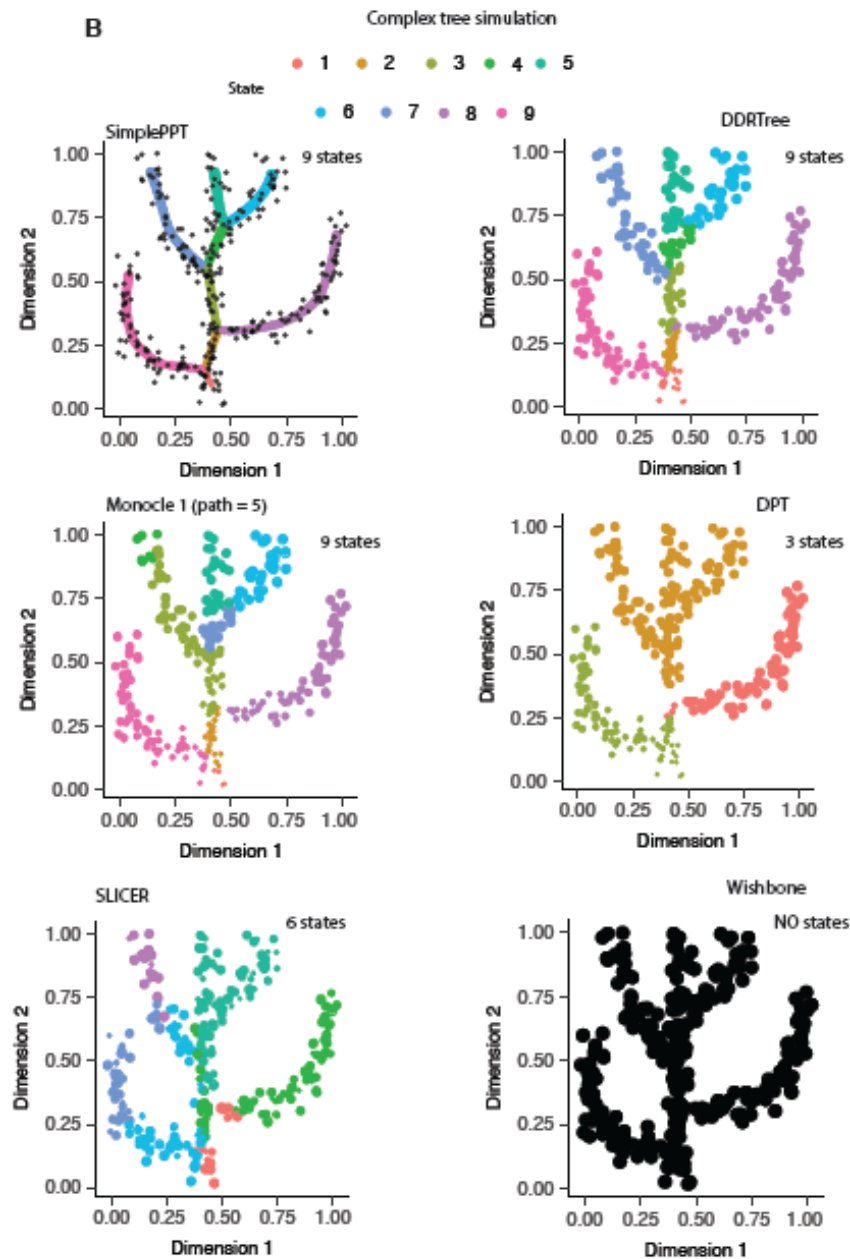 B
Complex tree simulation
1 2 3 4 5
State
6 7 8 9
SimplePPT
9 states
1.00
0.75
0.50
0.25
0.00
Dimension 2
0.00 0.25 0.50 0.75 1.00
Dimension 1
DDRTree
9 states
1.00
0.75
0.50
0.25
0.00
Dimension 2
0.00 0.25 0.50 0.75 1.00
Dimension 1
Monocle 1 (path = 5)
9 states
1.00
0.75
0.50
0.25
0.00
Dimension 2
0.00 0.25 0.50 0.75 1.00
Dimension 1
DPT
3 states
1.00
0.75
0.50
0.25
0.00
Dimension 2
0.00 0.25 0.50 0.75 1.00
Dimension 1
SLICER
6 states
1.00
0.75
0.50
0.25
0.00
Dimension 2
0.00 0.25 0.50 0.75 1.00
Dimension 1
Wishbone
NO states
1.00
0.75
0.50
0.25
0.00
Dimension 2
0.00 0.25 0.50 0.75 1.00
Dimension 1